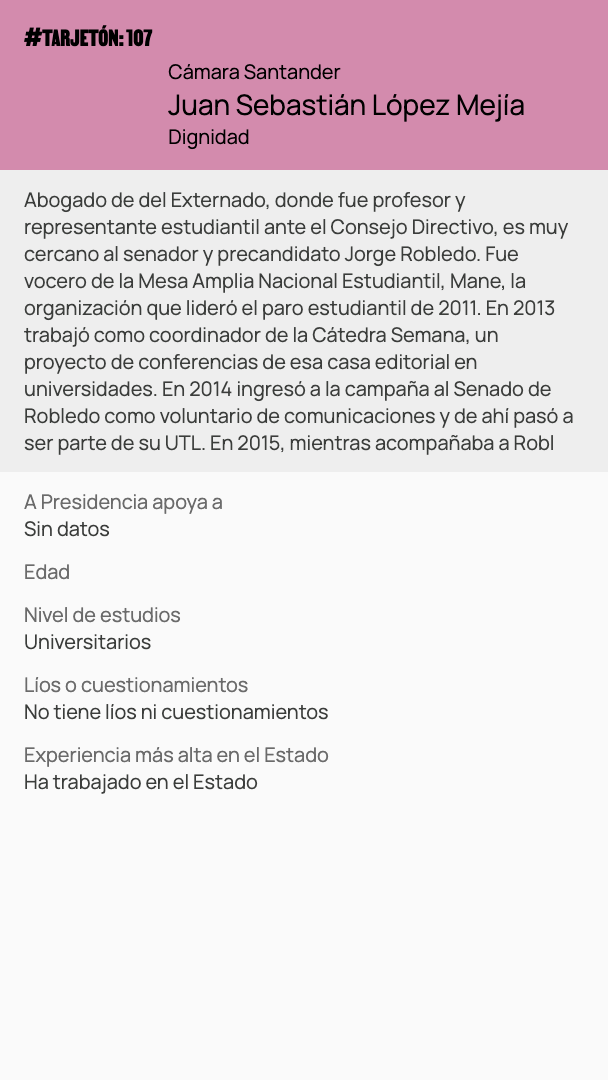 #TARJETÓN: 107
Cámara Santander
Juan Sebastián López Mejía
Dignidad
Abogado de del Externado, donde fue profesor y
representante estudiantil ante el Consejo Directivo, es muy
cercano al senador y precandidato Jorge Robledo. Fue
vocero de la Mesa Amplia Nacional Estudiantil, Mane, la
organización que lideró el paro estudiantil de 2011. En 2013
trabajó como coordinador de la Cátedra Semana, un
proyecto de conferencias de esa casa editorial en
universidades. En 2014 ingresó a la campaña al Senado de
Robledo como voluntario de comunicaciones y de ahí pasó a
ser parte de su UTL. En 2015, mientras acompañaba a Robl
A Presidencia apoya a
Sin datos
Edad
Nivel de estudios
Universitarios
Líos o cuestionamientos
No tiene líos ni cuestionamientos
Experiencia más alta en el Estado
Ha trabajado en el Estado